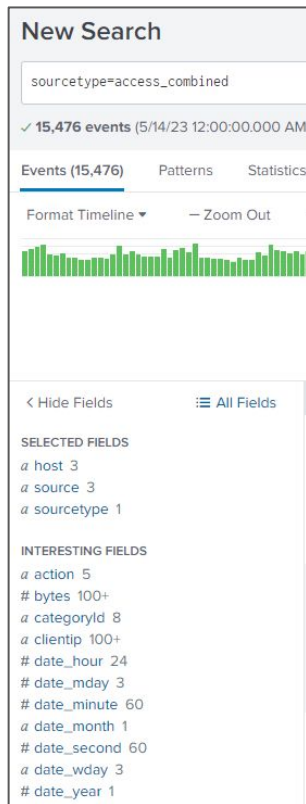 New Search
sourcetype=access_combined
✓ 15,476 events (5/14/23 12:00:00.000 AM
Events (15,476) Patterns Statistics
Format Timeline ▾ — Zoom Out
< Hide Fields All Fields
SELECTED FIELDS
a host 3
a source 3
a sourcetype 1
INTERESTING FIELDS
a action 5
# bytes 100+
a categoryId 8
a clientip 100+
# date_hour 24
# date_mday 3
# date_minute 60
a date_month 1
# date_second 60
a date_wday 3
# date_year 1